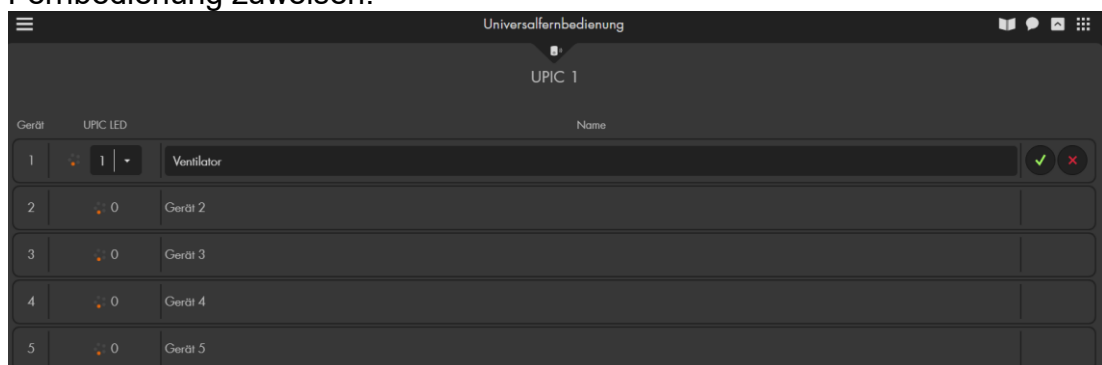 Fernbedienung zuweisen.
Universalfernbedienung
UPIC 1
Gerät UPIC LED Name
1 1 Ventilator
2 0 Gerät 2
3 0 Gerät 3
4 0 Gerät 4
5 0 Gerät 5